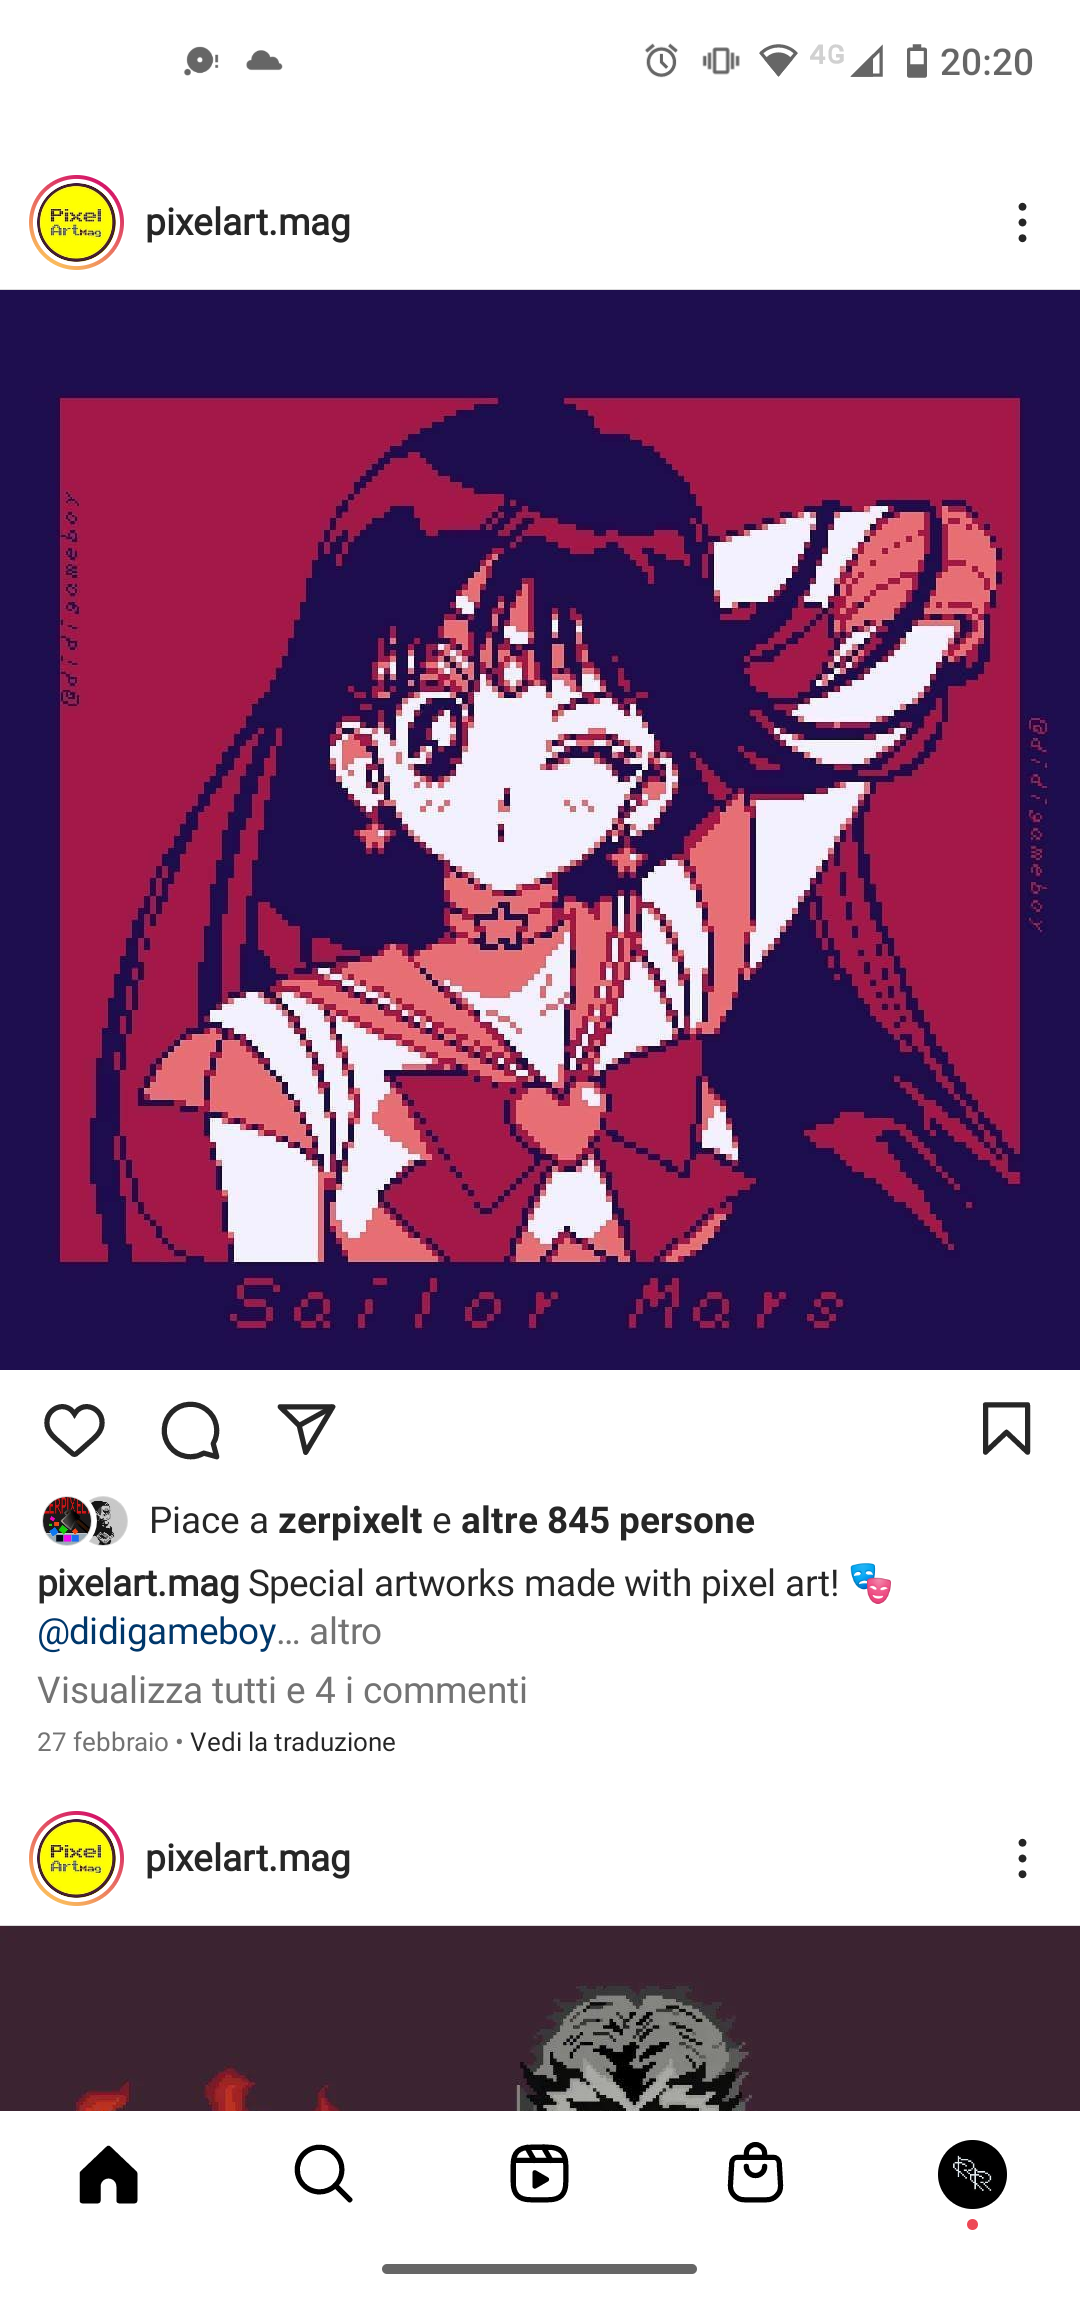 4G 20:20
Pixel
ArtMag
pixelart.mag
@didigameboy
@didigameboy
Sailor Mars
ZERPIXEL
Piace a zerpixelt e altre 845 persone
pixelart.mag Special artworks made with pixel art! 🎭
@didigameboy... altro
Visualizza tutti e 4 i commenti
27 febbraio • Vedi la traduzione
Pixel
ArtMag
pixelart.mag